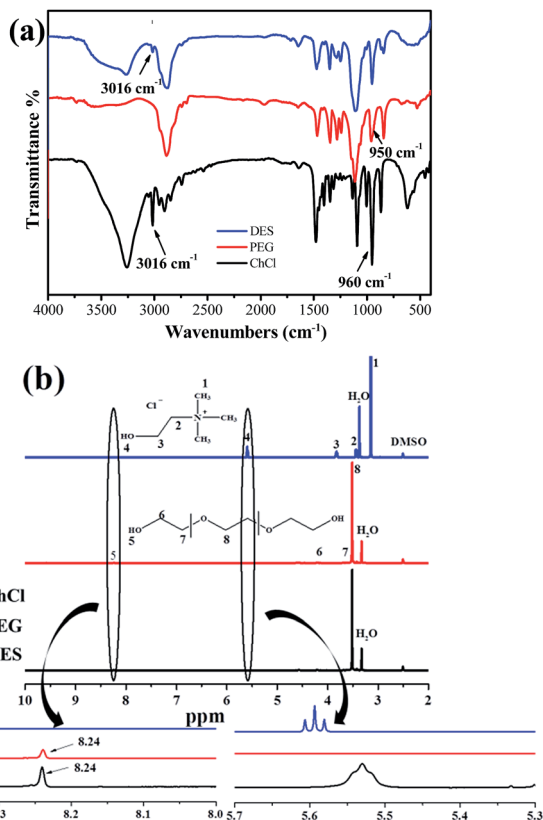 (a)
Transmittance %
3016 cm-1
950 cm-1
DES
PEG
ChCl
3016 cm-1
960 cm-1
4000 3500 3000 2500 2000 1500 1000 500
Wavenumbers (cm-1)
(b)
1
1
Cl−
CH3
H2O
2
N+
CH3
HO
CH3
4
3
4
3
2
DMSO
8
6
O
O
OH
HO
5
7
8
H2O
5
6
7
hCl
EG
H2O
ES
10 9 8 7 6 5 4 3 2
ppm
8.24
8.24
3 8.2 8.1 8.0
5.7 5.6 5.5 5.4 5.3